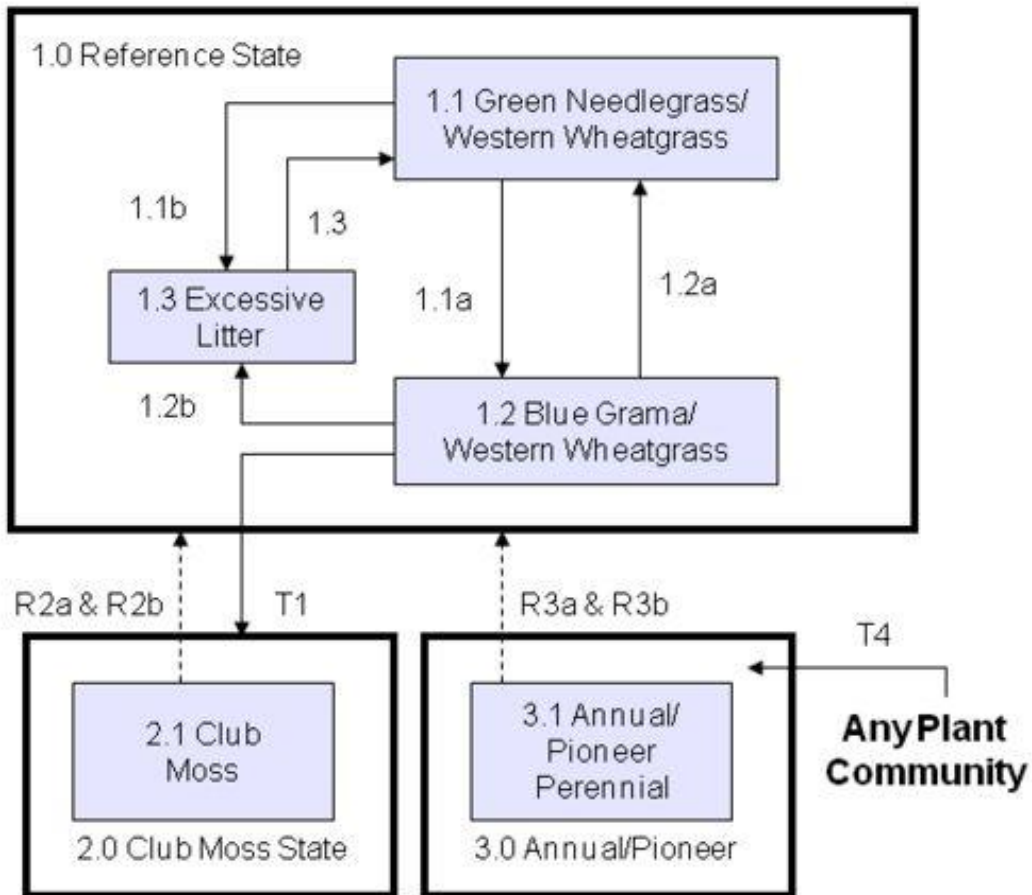 1.0 Reference State
1.1 Green Needlegrass/
Western Wheatgrass
1.1b
1.3
1.3 Excessive
Litter
1.1a
1.2a
1.2b
1.2 Blue Grama/
Western Wheatgrass
R2a & R2b
T1
R3a & R3b
T4
2.1 Club
Moss
2.0 Club Moss State
3.1 Annual/
Pioneer
Perennial
3.0 Annual/Pioneer
Any Plant
Community